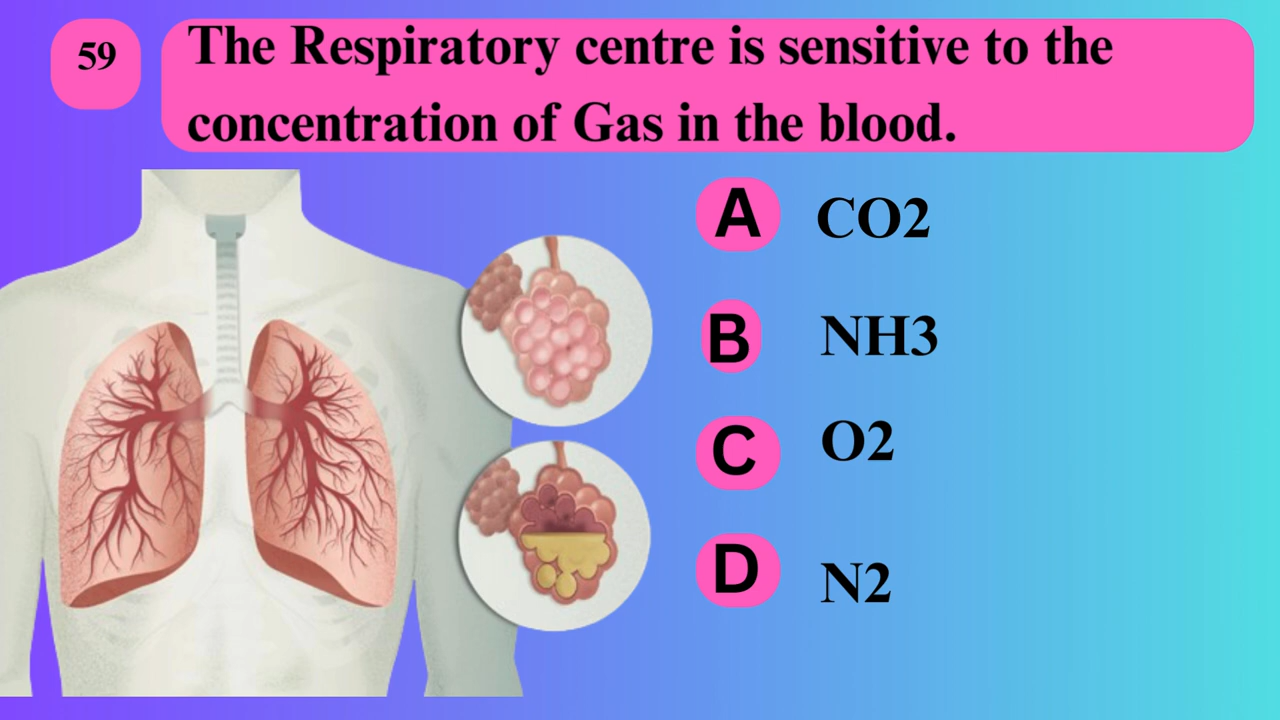 59
The Respiratory centre is sensitive to the
concentration of Gas in the blood.
A CO2
B NH3
C O2
D N2